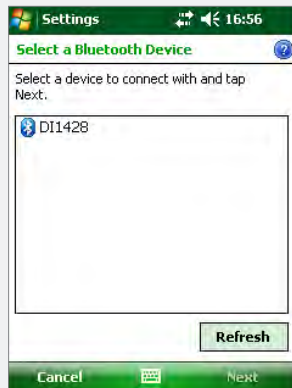 Settings 16:56
Select a Bluetooth Device
Select a device to connect with and tap
Next.
DI1428
Refresh
Cancel Next